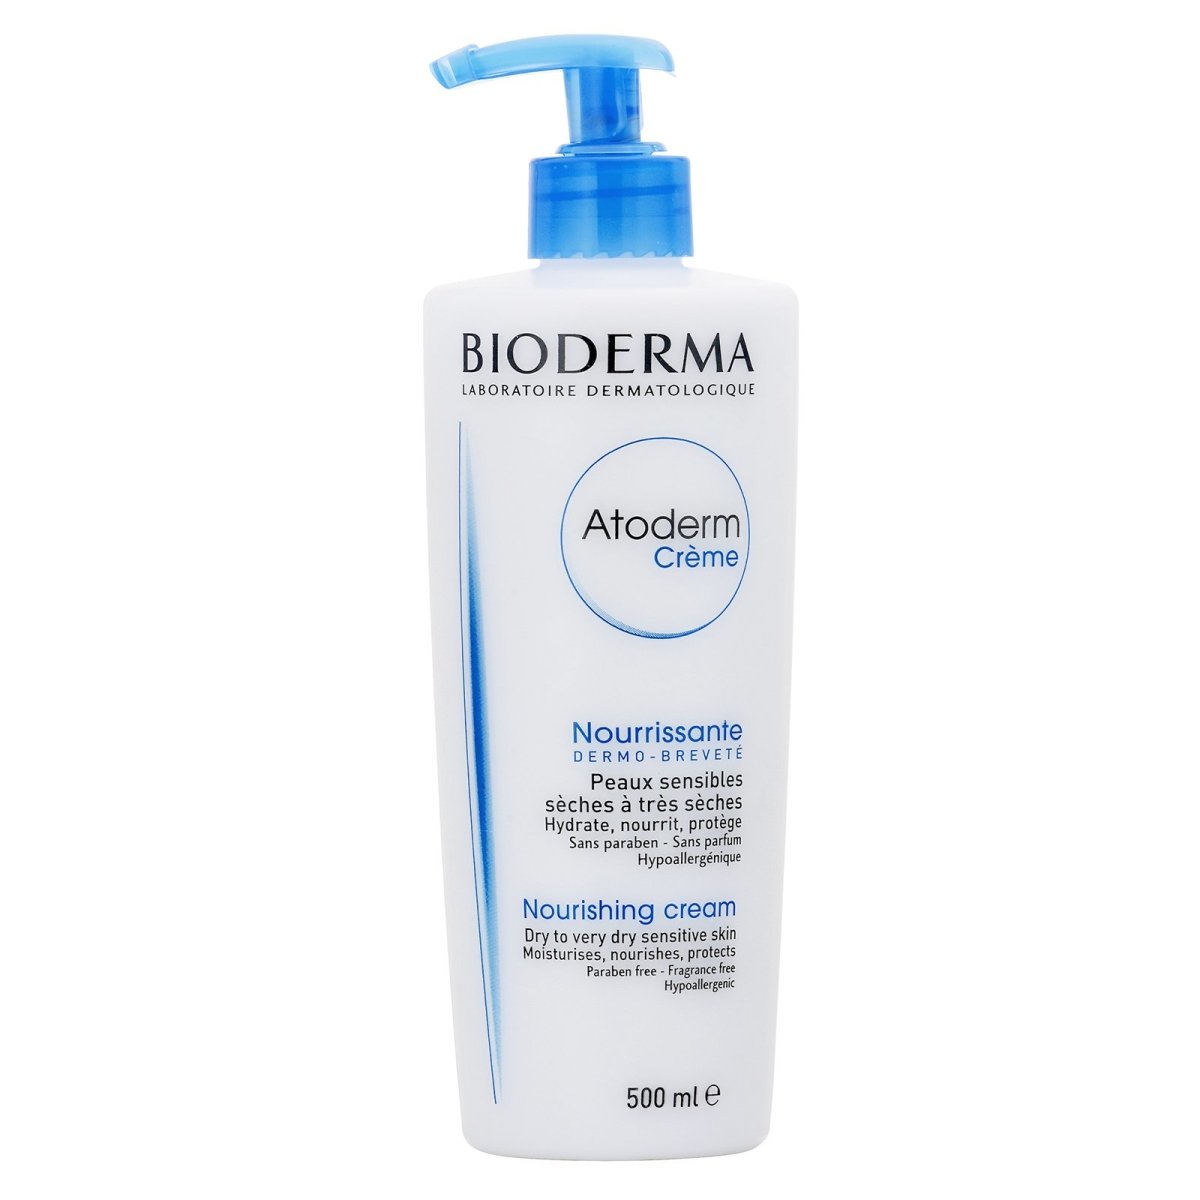 BIODERMA
LABORATOIRE DERMATOLOGIQUE
Atoderm
Crème
Nourrissante
DERMO-BREVETÉ
Peaux sensibles
sèches à très sèches
Hydrate, nourrit, protège
Sans paraben - Sans parfum
Hypoallergénique
Nourishing cream
Dry to very dry sensitive skin
Moisturises, nourishes, protects
Paraben free - Fragrance free
Hypoallergenic
500 ml ℮